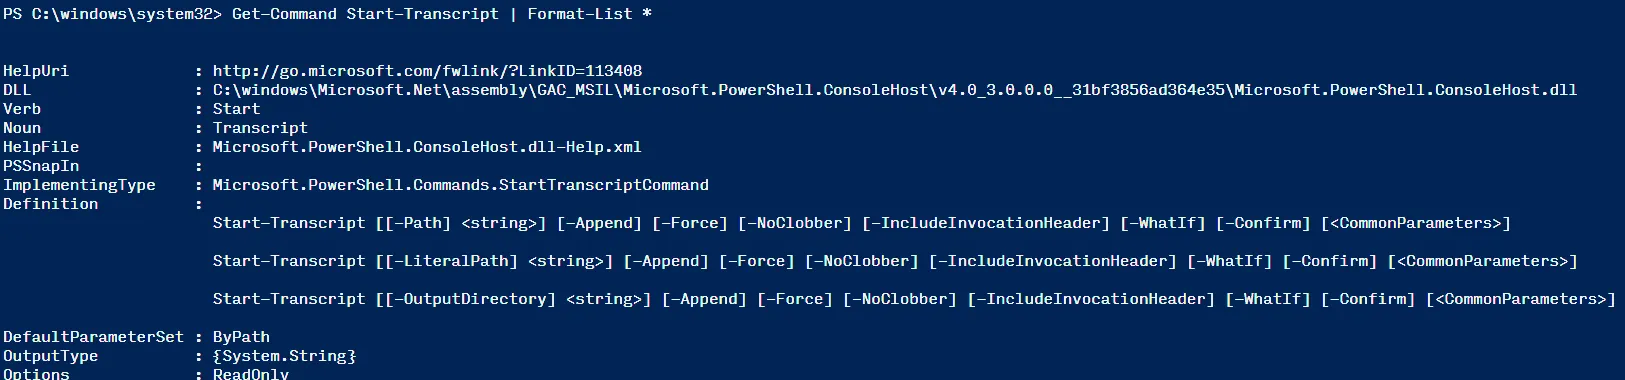 PS C:\windows\system32> Get-Command Start-Transcript | Format-List *
HelpUri : http://go.microsoft.com/fwlink/?LinkID=113408
DLL : C:\windows\Microsoft.Net\assembly\GAC_MSIL\Microsoft.PowerShell.ConsoleHost\v4.0_3.0.0.0__31bf3856ad364e35\Microsoft.PowerShell.ConsoleHost.dll
Verb : Start
Noun : Transcript
HelpFile : Microsoft.PowerShell.ConsoleHost.dll-Help.xml
PSSnapIn :
ImplementingType : Microsoft.PowerShell.Commands.StartTranscriptCommand
Definition :
Start-Transcript [[-Path] <string>] [-Append] [-Force] [-NoClobber] [-IncludeInvocationHeader] [-WhatIf] [-Confirm] [<CommonParameters>]
Start-Transcript [[-LiteralPath] <string>] [-Append] [-Force] [-NoClobber] [-IncludeInvocationHeader] [-WhatIf] [-Confirm] [<CommonParameters>]
Start-Transcript [[-OutputDirectory] <string>] [-Append] [-Force] [-NoClobber] [-IncludeInvocationHeader] [-WhatIf] [-Confirm] [<CommonParameters>]
DefaultParameterSet : ByPath
OutputType : {System.String}
Options : ReadOnly